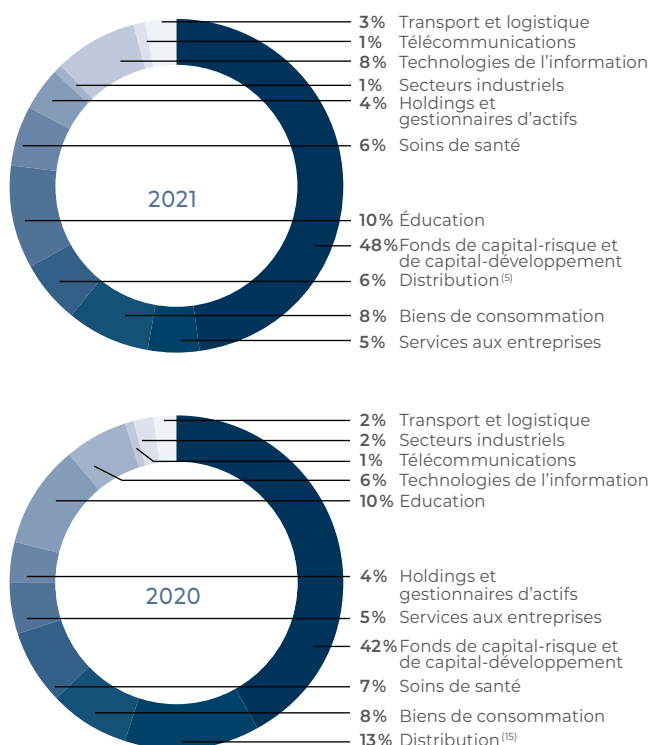 3% Transport et logistique
1% Télécommunications
8% Technologies de l'information
1% Secteurs industriels
4% Holdings et
gestionnaires d'actifs
6% Soins de santé
2021
10% Éducation
48% Fonds de capital-risque et
de capital-développement
6% Distribution (5)
8% Biens de consommation
5% Services aux entreprises
2% Transport et logistique
2% Secteurs industriels
1% Télécommunications
6% Technologies de l'information
10% Education
4% Holdings et
gestionnaires d'actifs
2020
5% Services aux entreprises
42% Fonds de capital-risque et
de capital-développement
7% Soins de santé
8% Biens de consommation
13% Distribution (15)